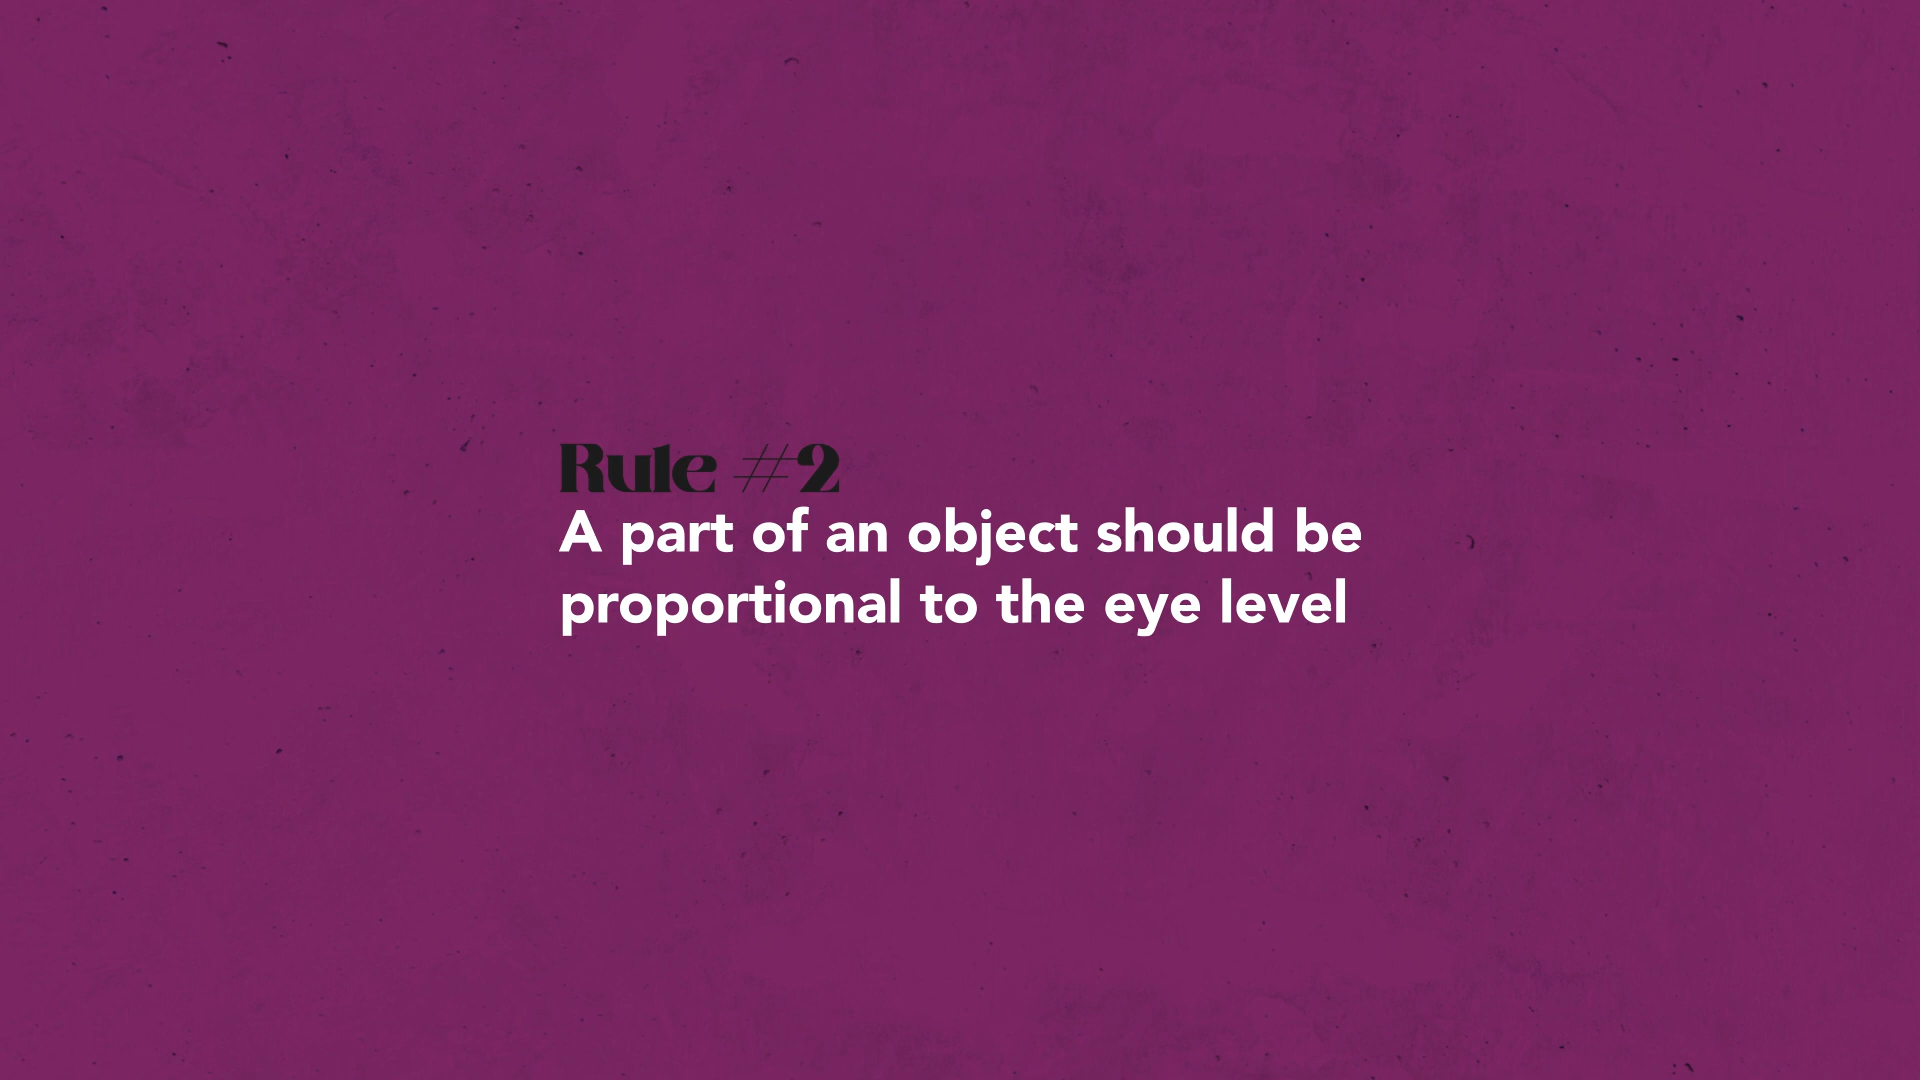 Rule #2
A part of an object should be
proportional to the eye level